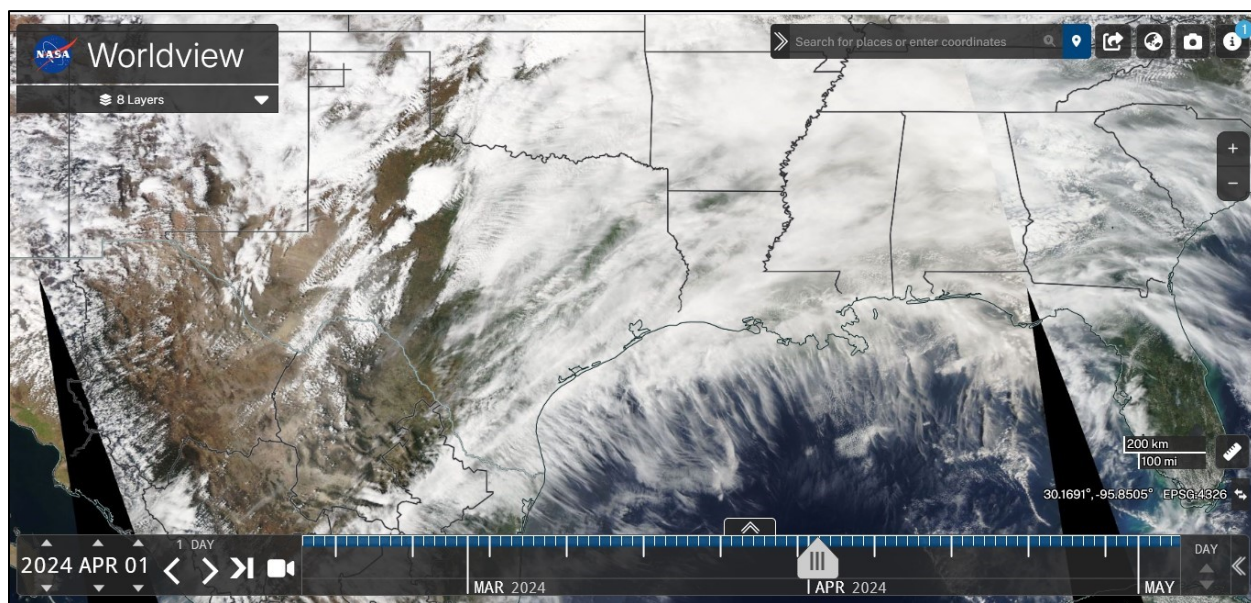 NASA
Worldview
8 Layers
Search for places or enter coordinates
1
+
−
200 km
100 mi
30.1691°, -95.8505° EPSG:4326
1 DAY
2024 APR 01
MAR 2024
APR 2024
MAY
DAY